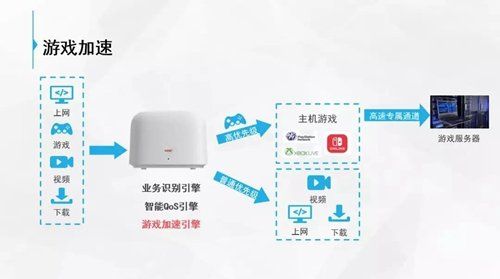 游戏加速
上网
游戏
视频
下载
业务识别引擎
智能QoS引擎
游戏加速引擎
高优先级
普通优先级
主机游戏
PlayStation
Network
ONLINE
XBOX LIVE
视频
上网
下载
高速专属通道
游戏服务器